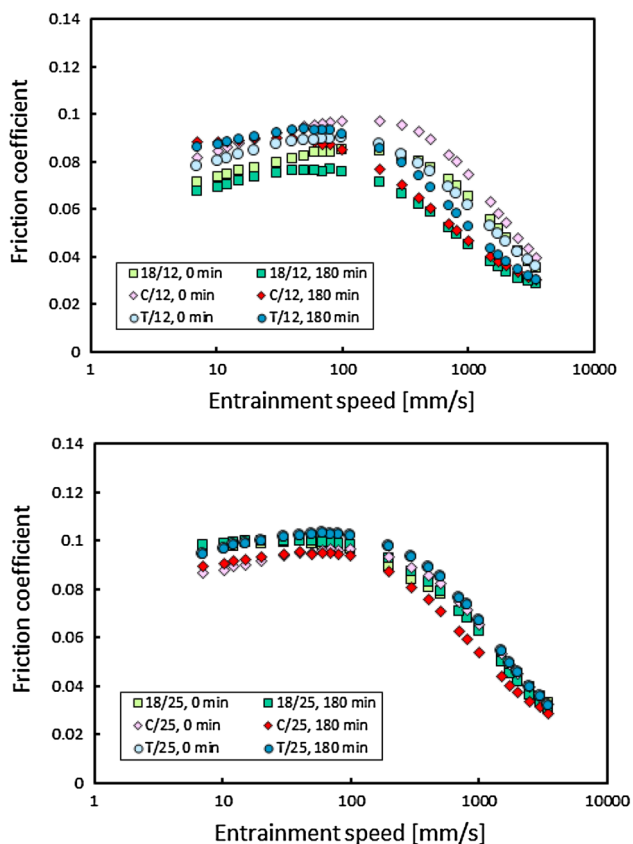 0.14
0.12
0.1
0.08
0.06
0.04
0.02
0
Friction coefficient
18/12, 0 min 18/12, 180 min
C/12, 0 min C/12, 180 min
T/12, 0 min T/12, 180 min
1 10 100 1000 10000
Entrainment speed [mm/s]
0.14
0.12
0.1
0.08
0.06
0.04
0.02
0
Friction coefficient
18/25, 0 min 18/25, 180 min
C/25, 0 min C/25, 180 min
T/25, 0 min T/25, 180 min
1 10 100 1000 10000
Entrainment speed [mm/s]